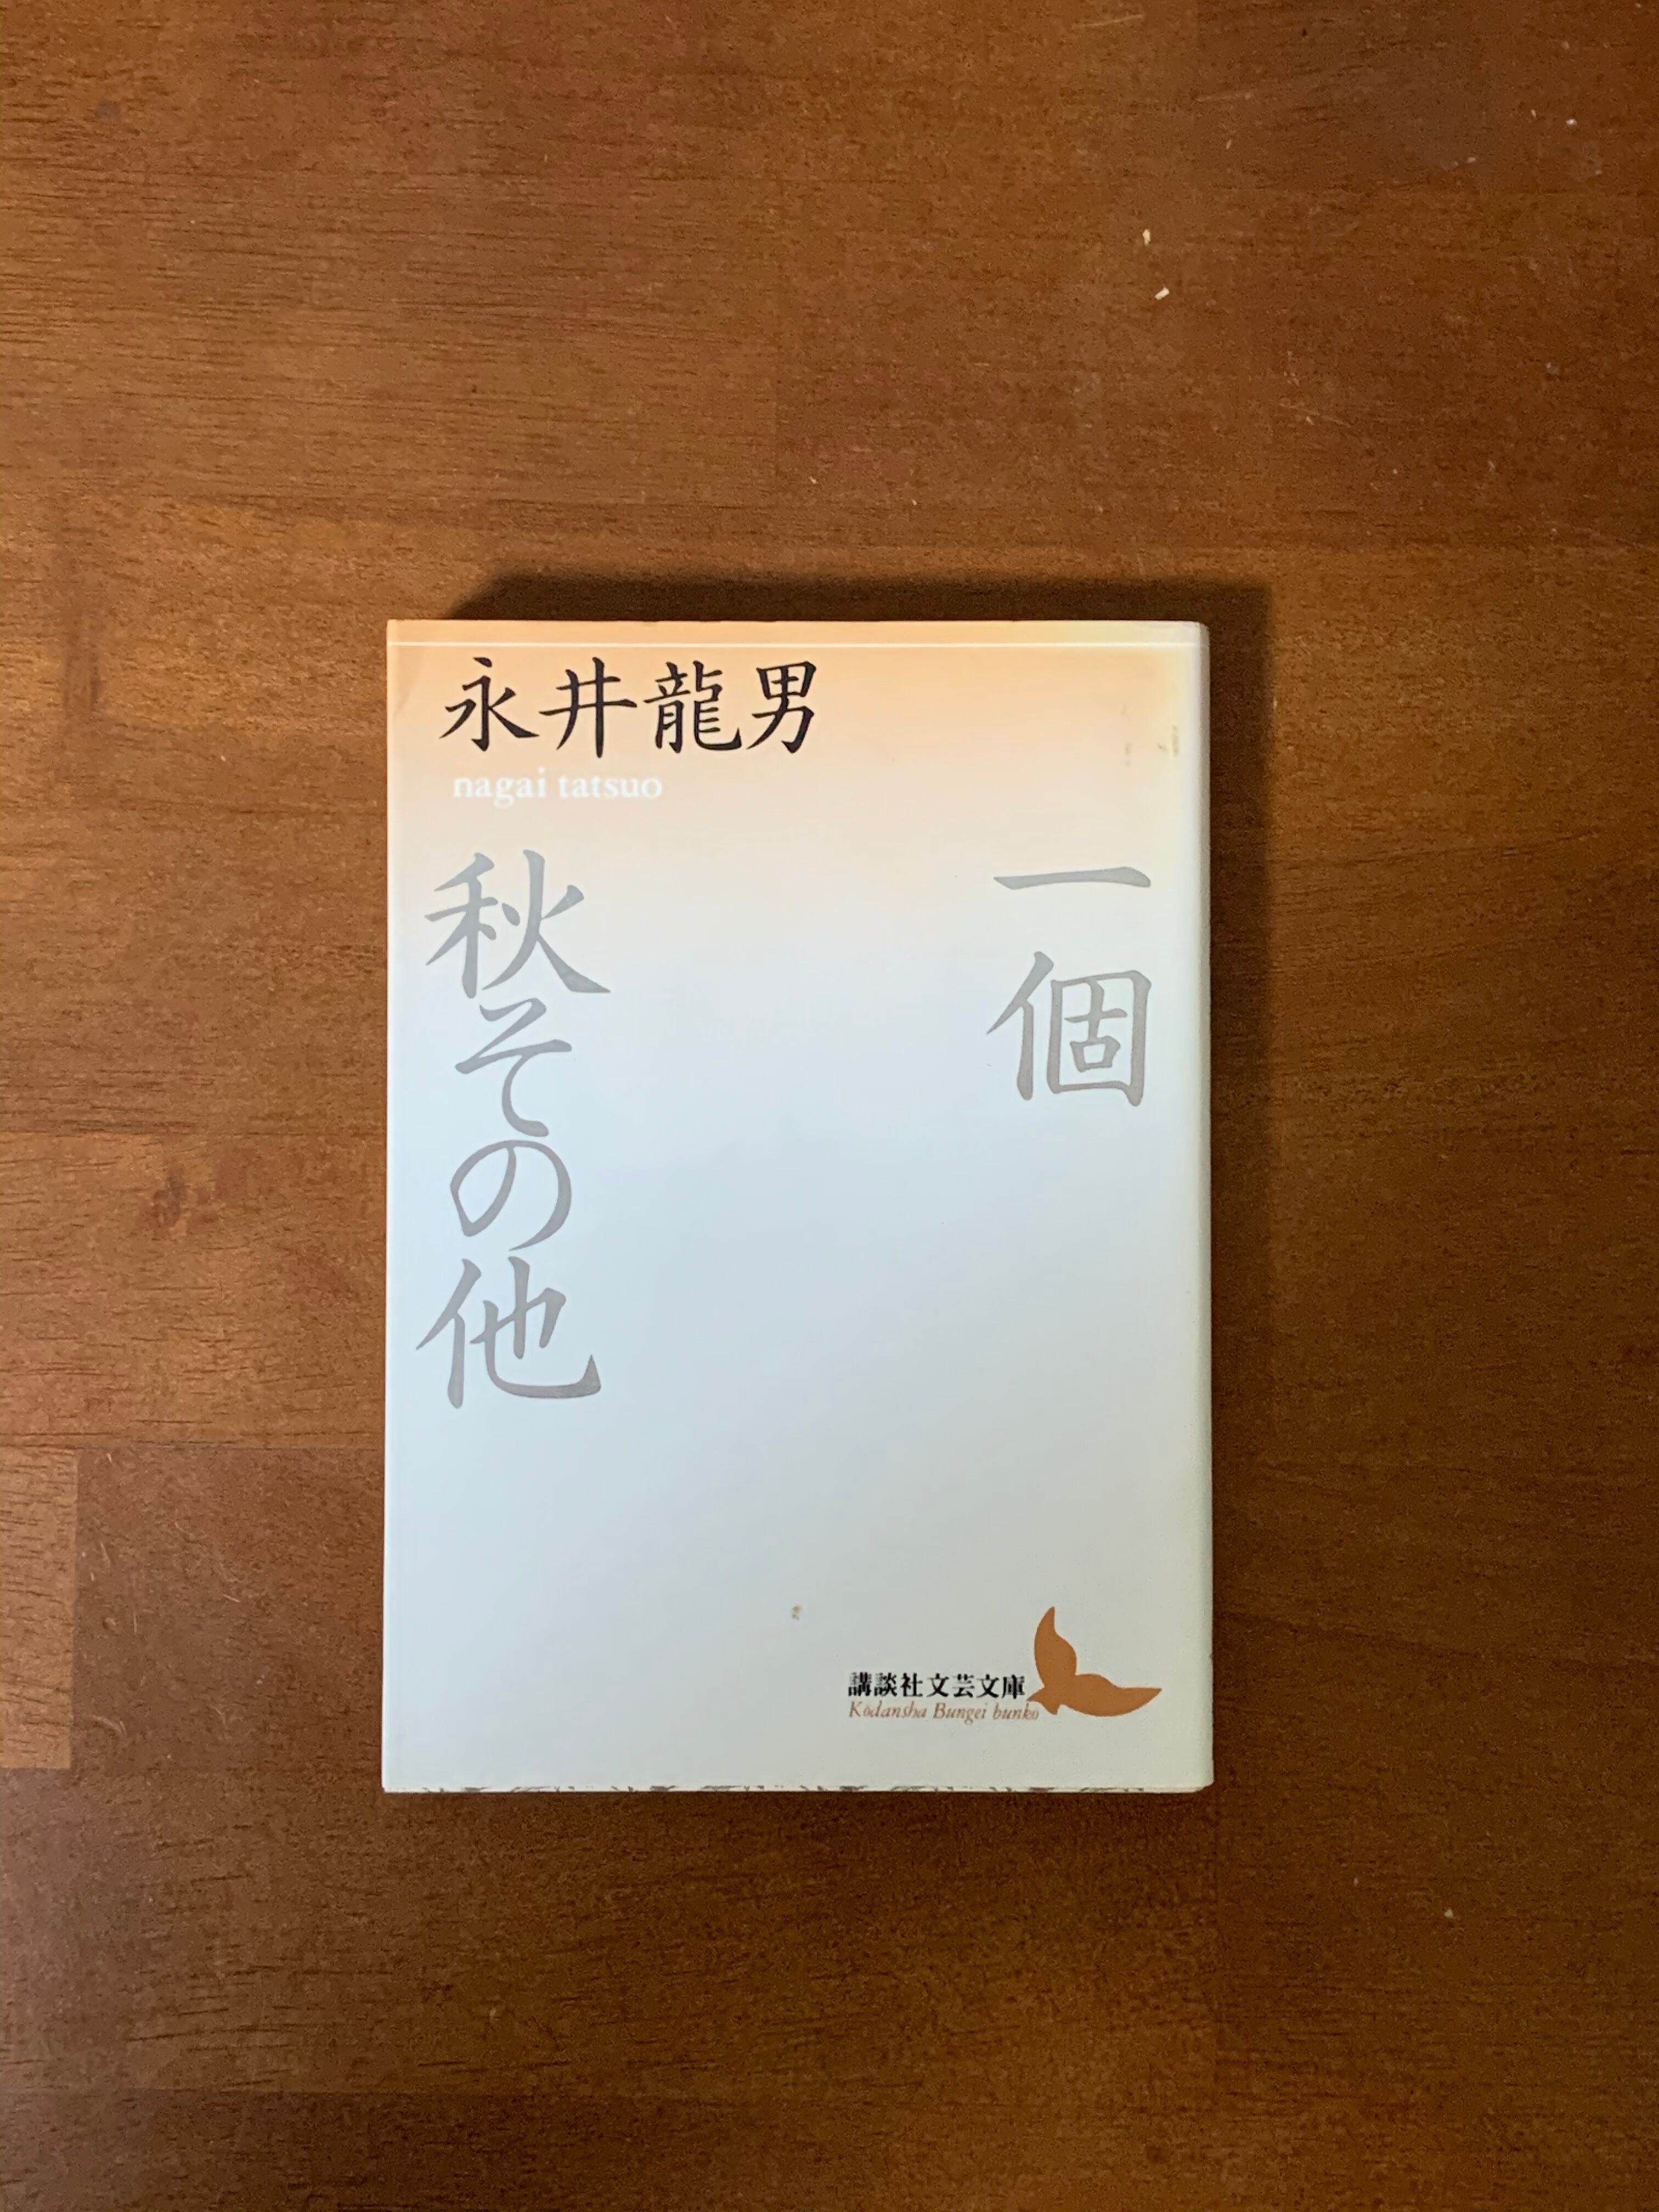 永井龍男
nagai tatsuo
一個
秋その他
講談社文芸文庫
Kōdansha Bungei bunko